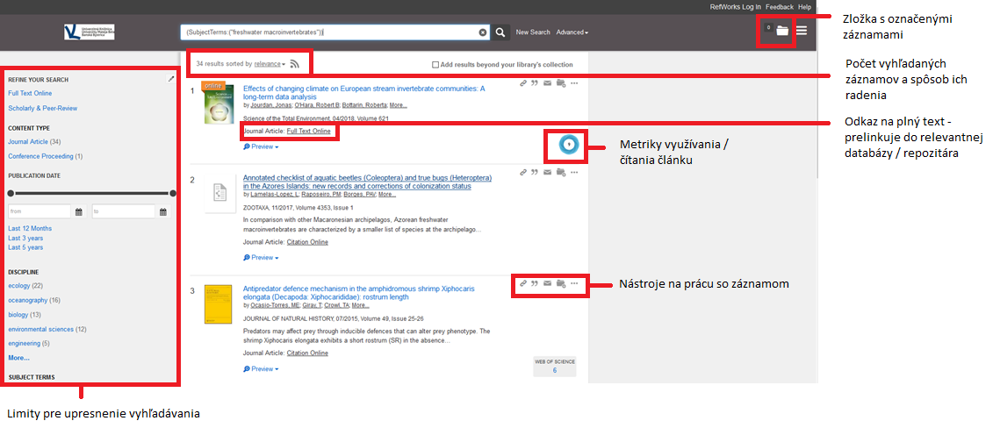 RefWorks Log In Feedback Help
Univerzitná Knižnica
Univerzity Mateja Bela
Banská Bystrica
(SubjectTerms:("freshwater macroinvertebrates"))
New Search Advanced
0
Zložka s označenými
záznamami
34 results sorted by relevance
Add results beyond your library's collection
Počet vyhľadaných
záznamov a spôsob ich
radenia
REFINE YOUR SEARCH
Full Text Online
Scholarly & Peer-Review
CONTENT TYPE
Journal Article (34)
Conference Proceeding (1)
PUBLICATION DATE
from
to
Last 12 Months
Last 3 years
Last 5 years
DISCIPLINE
ecology (22)
oceanography (16)
biology (13)
environmental sciences (12)
engineering (5)
More...
SUBJECT TERMS
1
online
Effects of changing climate on European stream invertebrate communities: A
long-term data analysis
by Jourdan, Jonas; O'Hara, Robert B; Bottarin, Roberta; More...
Science of the Total Environment, 04/2018, Volume 621
Journal Article: Full Text Online
Preview
9
Odkaz na plný text -
prelinkuje do relevantnej
databázy / repozitára
Metriky využívania /
čítania článku
2
Annotated checklist of aquatic beetles (Coleoptera) and true bugs (Heteroptera)
in the Azores Islands: new records and corrections of colonization status
by Lamelas-Lopez, L; Raposeiro, PM; Borges, PAV; More...
ZOOTAXA, 11/2017, Volume 4353, Issue 1
In comparison with other Macaronesian archipelagos, Azorean freshwater
macroinvertebrates are characterized by a smaller list of species at the archipelago...
Journal Article: Citation Online
Preview
3
Antipredator defence mechanism in the amphidromous shrimp Xiphocaris
elongata (Decapoda: Xiphocarididae): rostrum length
by Ocasio-Torres, ME; Giray, T; Crowl, TA; More...
JOURNAL OF NATURAL HISTORY, 07/2015, Volume 49, Issue 25-26
Predators may affect prey through inducible defences that can alter prey phenotype. The
shrimp Xiphocaris elongata exhibits a short rostrum (SR) in the absence...
Journal Article: Citation Online
Preview
WEB OF SCIENCE
6
Nástroje na prácu so záznamom
Limity pre upresnenie vyhľadávania